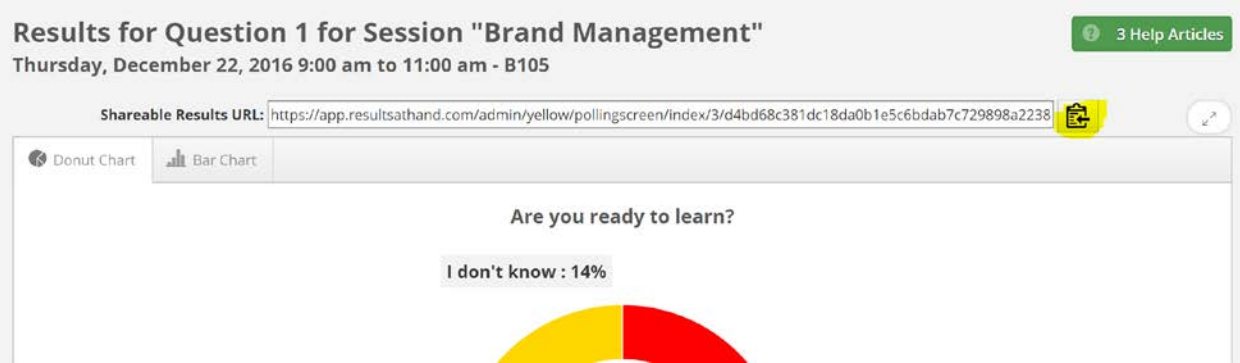 Results for Question 1 for Session "Brand Management"
3 Help Articles
Thursday, December 22, 2016 9:00 am to 11:00 am - B105
Shareable Results URL: https://app.resultsathand.com/admin/yellow/pollingscreen/index/3/d4bd68c381dc18da0b1e5c6bdab7c729898a2238
Donut Chart
Bar Chart
Are you ready to learn?
I don't know : 14%